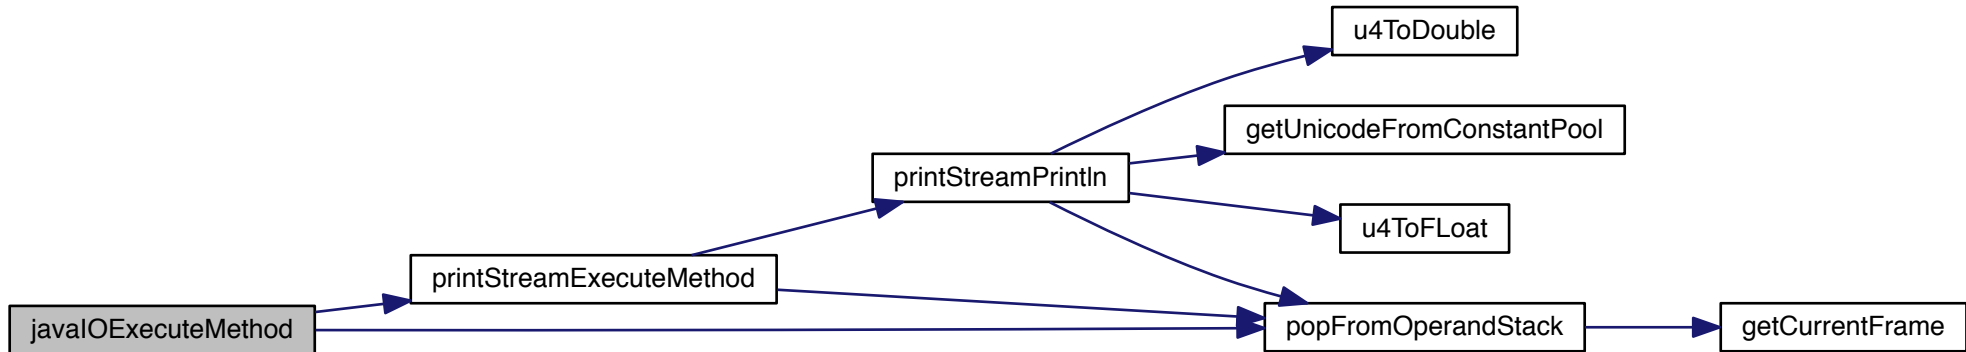 u4ToDouble
getUnicodeFromConstantPool
printStreamPrintln
u4ToFLoat
printStreamExecuteMethod
javaIOExecuteMethod
popFromOperandStack
getCurrentFrame